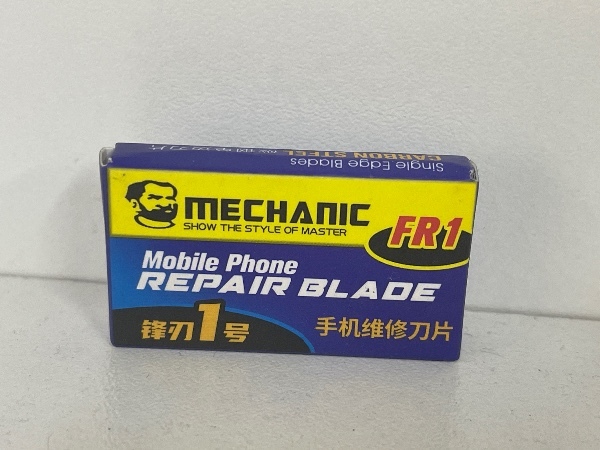 Single Edge Blades
CARBON STEEL
MECHANIC
SHOW THE STYLE OF MASTER
FR1
Mobile Phone
REPAIR BLADE
锋刃1号
手机维修刀片